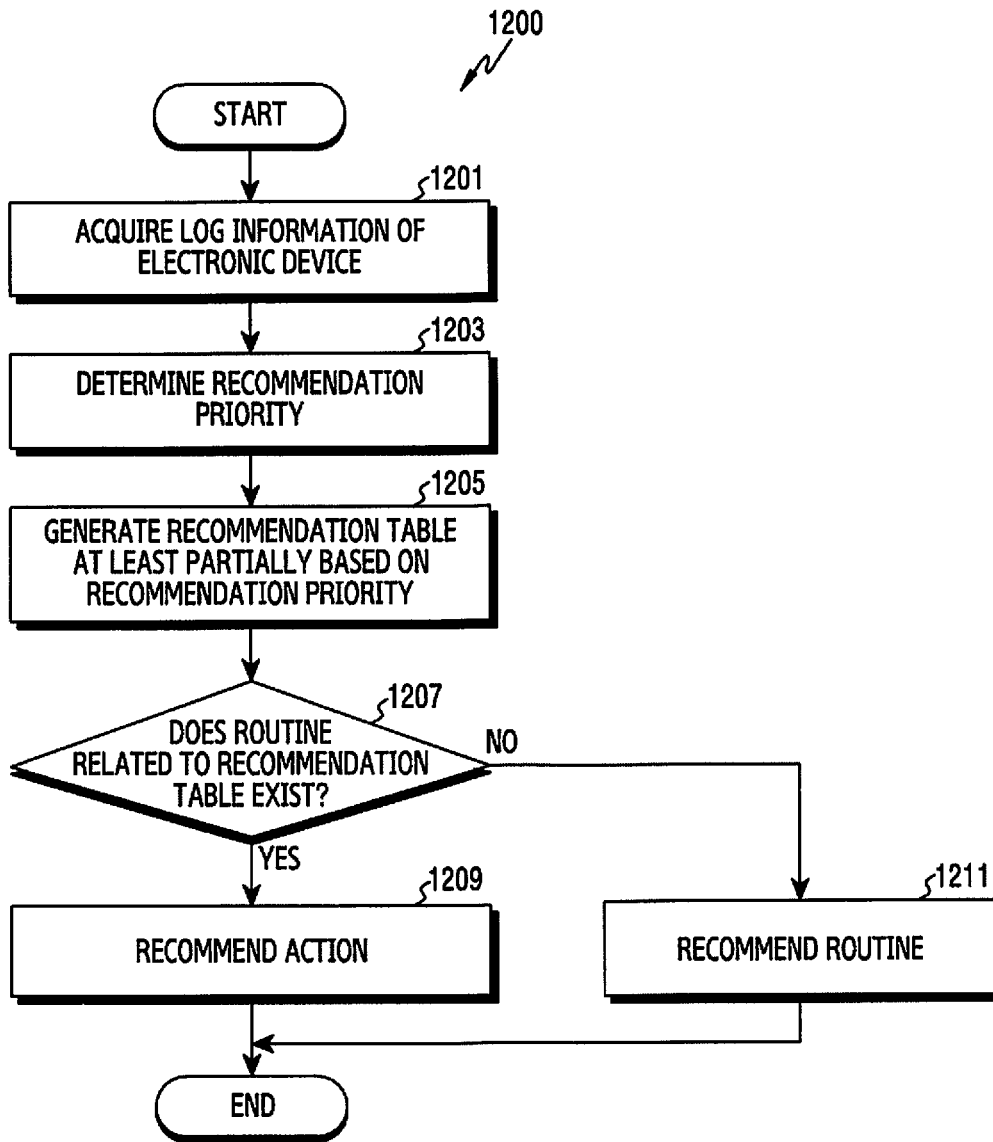 1200
START
1201
ACQUIRE LOG INFORMATION OF
ELECTRONIC DEVICE
1203
DETERMINE RECOMMENDATION
PRIORITY
1205
GENERATE RECOMMENDATION TABLE
AT LEAST PARTIALLY BASED ON
RECOMMENDATION PRIORITY
1207
DOES ROUTINE
RELATED TO RECOMMENDATION
TABLE EXIST?
NO
YES
1209
RECOMMEND ACTION
1211
RECOMMEND ROUTINE
END